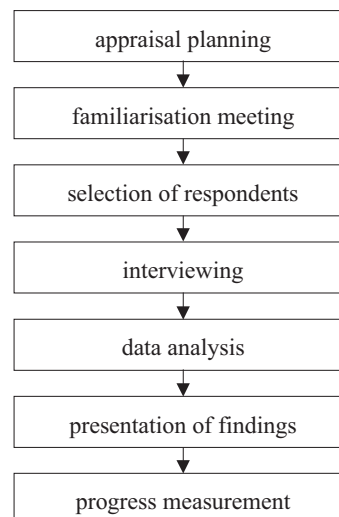 appraisal planning
familiarisation meeting
selection of respondents
interviewing
data analysis
presentation of findings
progress measurement